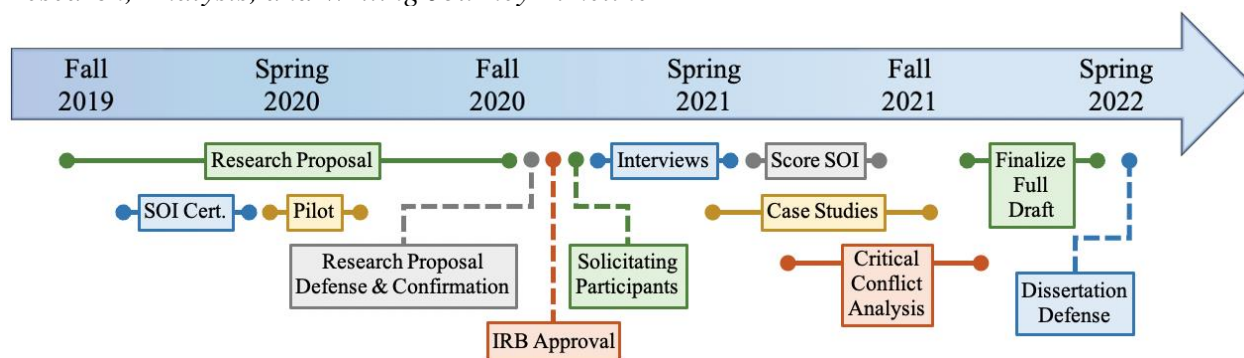 Fall
2019
Spring
2020
Fall
2020
Spring
2021
Fall
2021
Spring
2022
Research Proposal
Interviews
Score SOI
Finalize
Full
Draft
SOI Cert.
Pilot
Case Studies
Research Proposal
Defense & Confirmation
Solicitating
Participants
Critical
Conflict
Analysis
Dissertation
Defense
IRB Approval